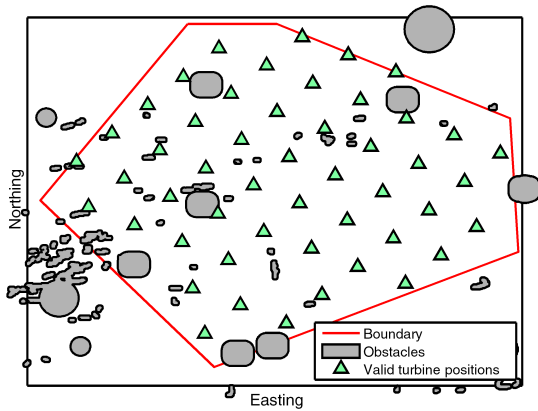 Northing
Boundary
Obstacles
Valid turbine positions
Easting